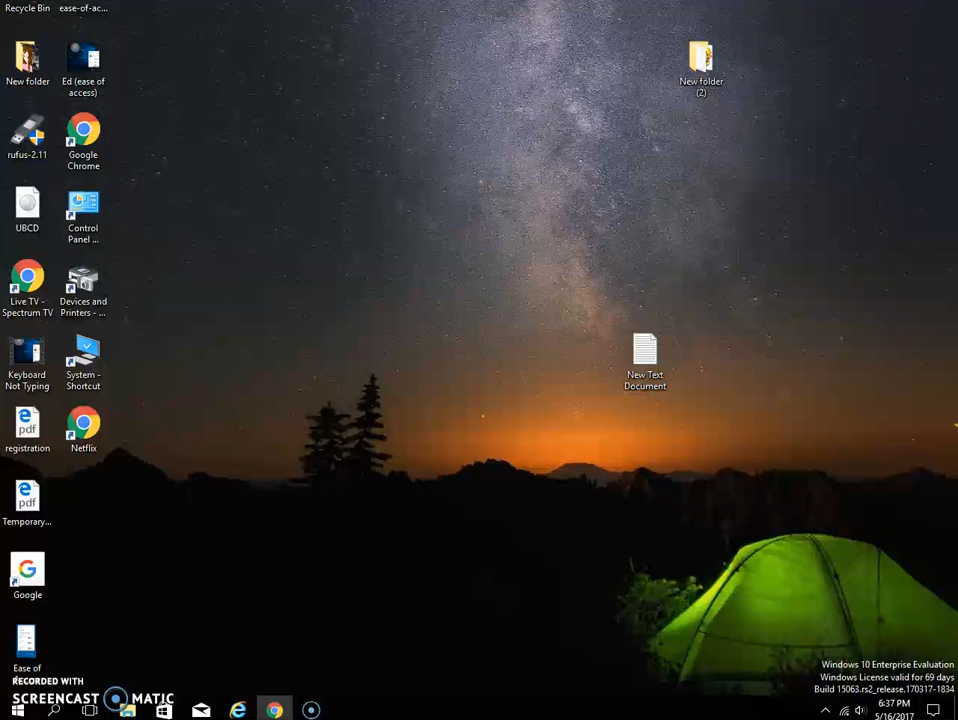 Recycle Bin
ease-of-ac...
New folder
Ed (ease of
access)
New folder
(2)
rufus-2.11
Google
Chrome
UBCD
Control
Panel ...
Live TV -
Spectrum TV
Devices and
Printers - ...
Keyboard
Not Typing
System -
Shortcut
New Text
Document
pdf
registration
Netflix
pdf
Temporary...
G
Google
Ease of
RECORDED WITH
SCREENCAST MATIC
Windows 10 Enterprise Evaluation
Windows License valid for 69 days
Build 15063.rs2_release.170317-1834
6:37 PM
5/16/2017